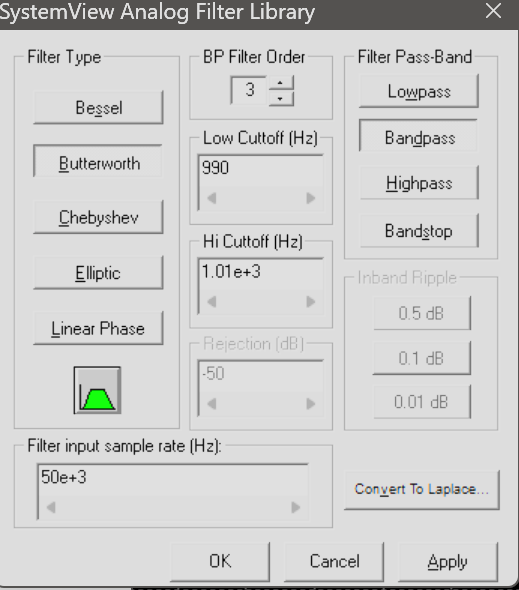 SystemView Analog Filter Library
Filter Type
Bessel
Butterworth
Chebyshev
Elliptic
Linear Phase
BP Filter Order
3
Low Cuttoff (Hz)
990
Hi Cuttoff (Hz)
1.01e+3
Rejection (dB)
-50
Filter Pass-Band
Lowpass
Bandpass
Highpass
Bandstop
Inband Ripple
0.5 dB
0.1 dB
0.01 dB
Filter input sample rate (Hz):
50e+3
Convert To Laplace...
OK
Cancel
Apply